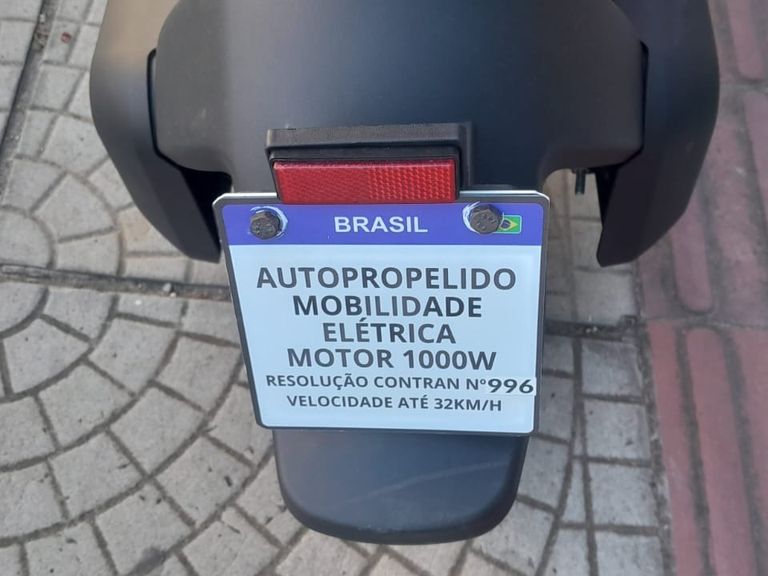 BRASIL
AUTOPROPELIDO
MOBILIDADE
ELÉTRICA
MOTOR 1000W
RESOLUÇÃO CONTRAN Nº996
VELOCIDADE ATÉ 32KM/H